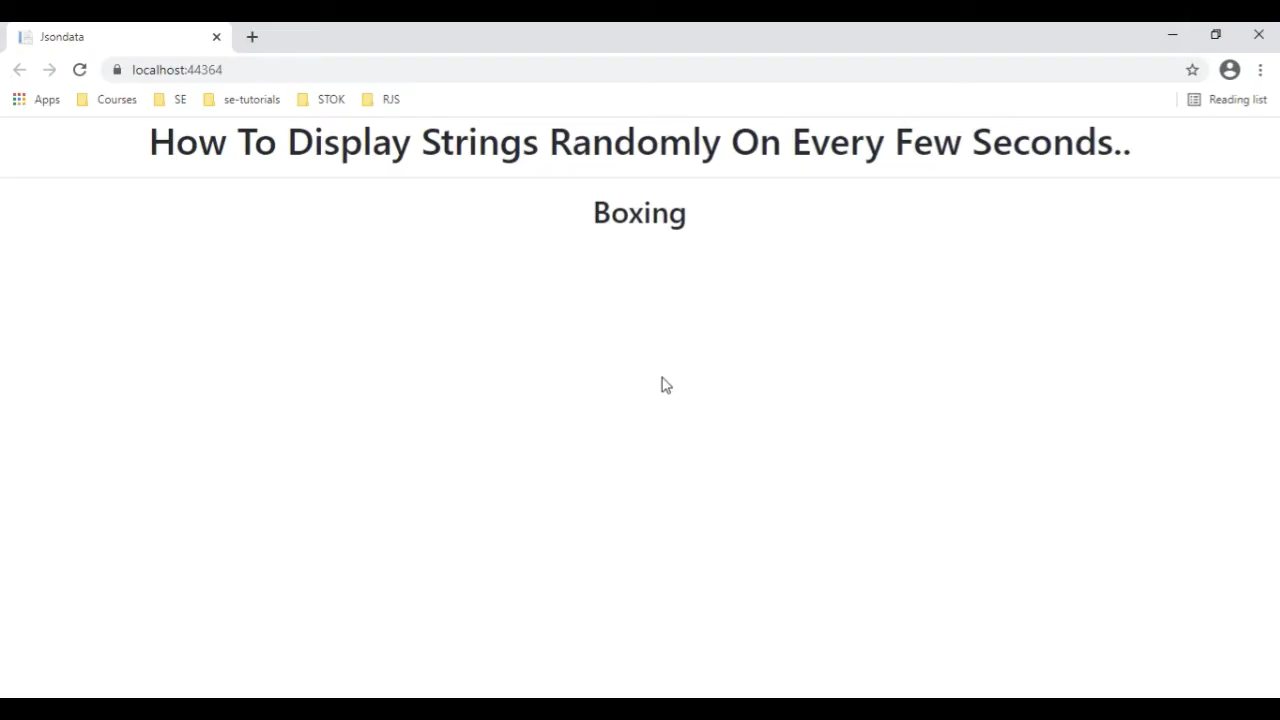 Jsondata
localhost:44364
Apps Courses SE se-tutorials STOK RJS Reading list
How To Display Strings Randomly On Every Few Seconds..
Boxing